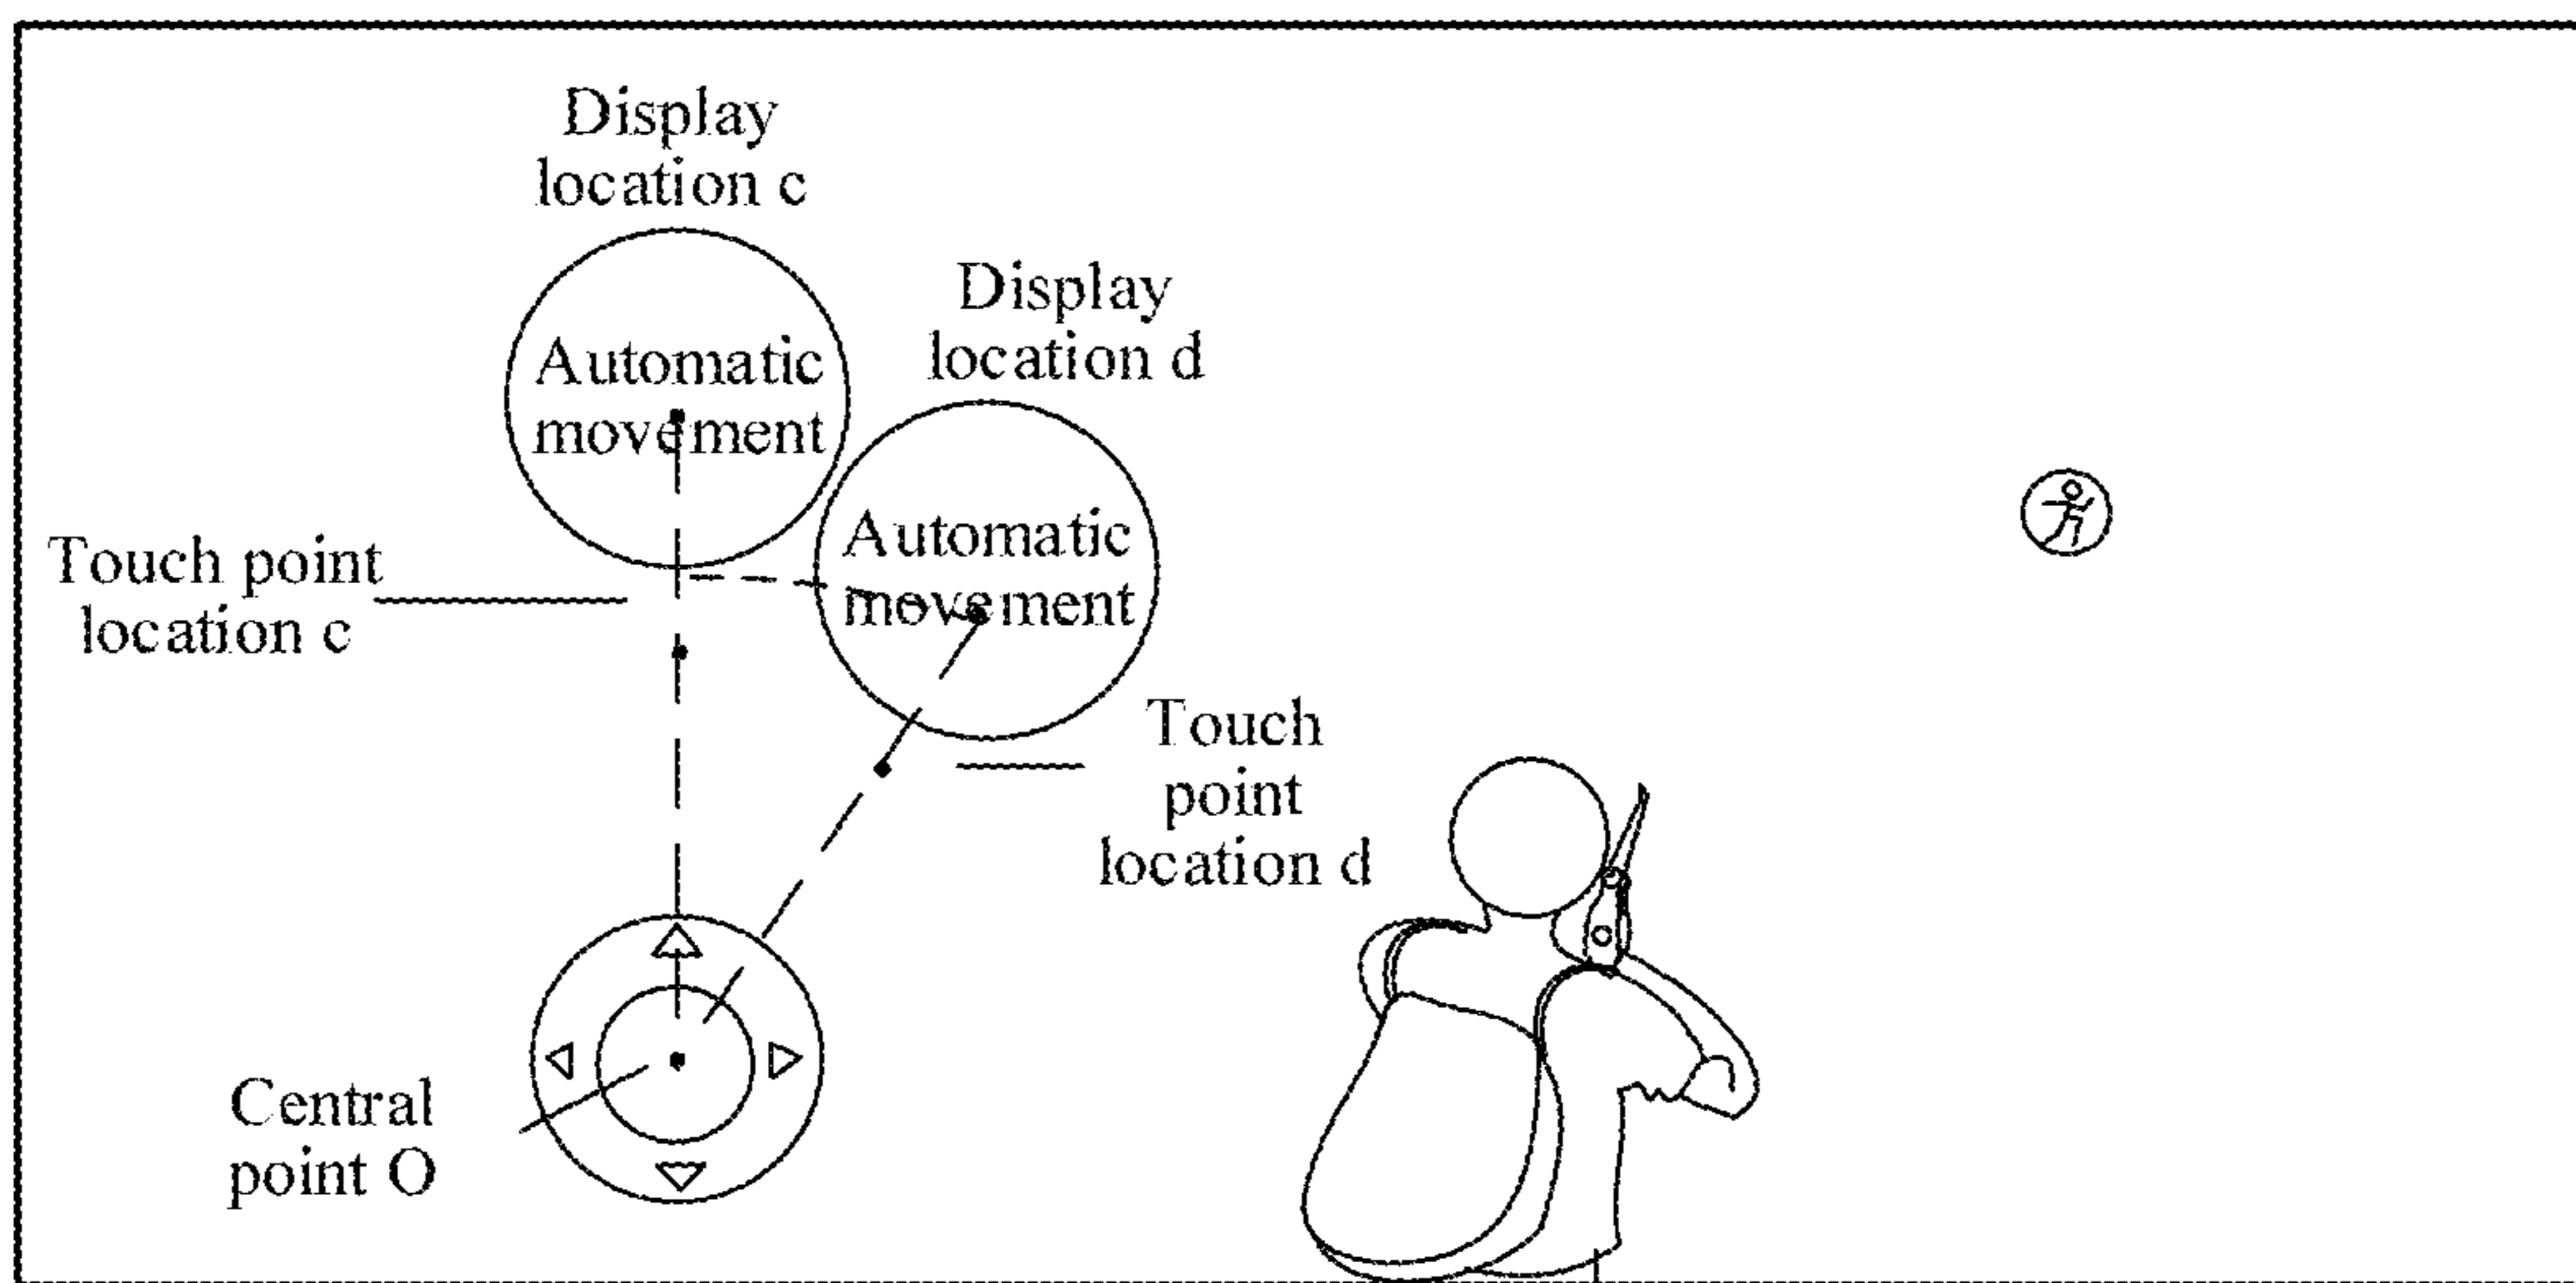 Display
location c
Display
location d
Automatic
movement
Automatic
movement
Touch point
location c
Touch
point
location d
Central
point O